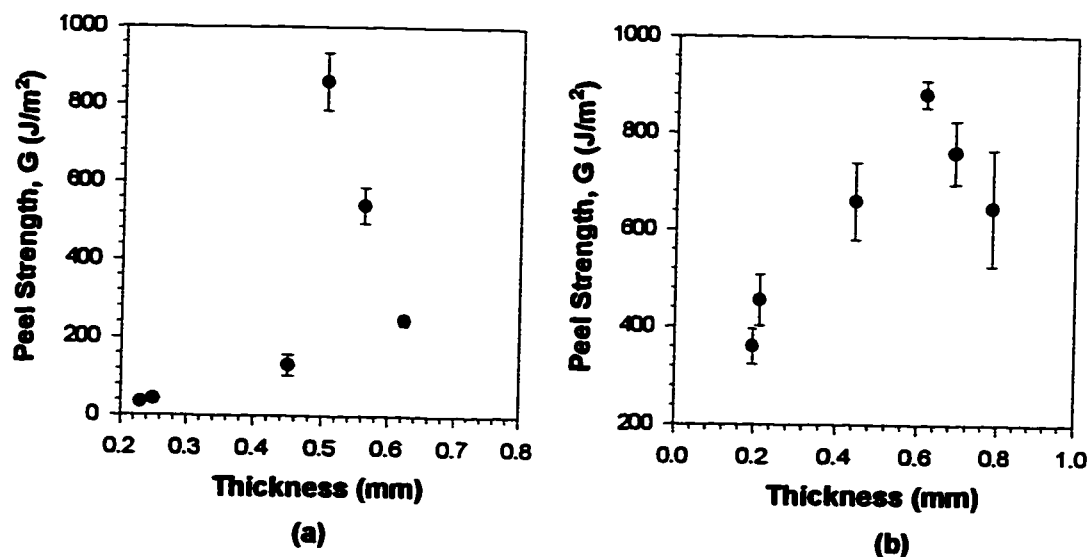 Peel Strength, G (J/m²)
1000
800
600
400
200
0
0.2 0.3 0.4 0.5 0.6 0.7 0.8
Thickness (mm)
(a)
Peel Strength, G (J/m²)
1000
800
600
400
200
0.0 0.2 0.4 0.6 0.8 1.0
Thickness (mm)
(b)